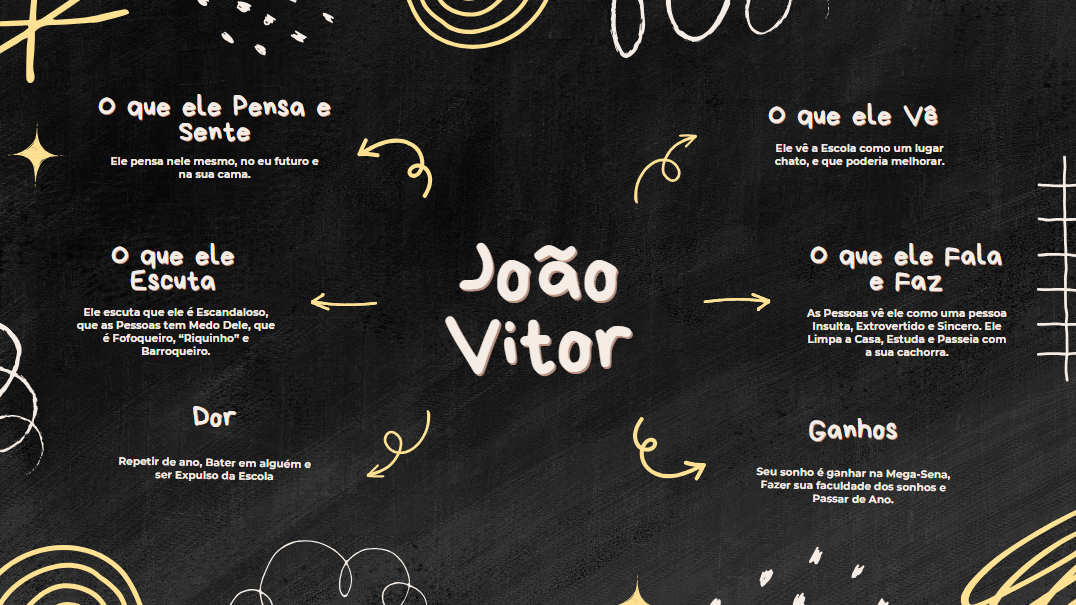 O que ele Pensa e
Sente
Ele pensa nele mesmo, no eu futuro e
na sua cama.
O que ele Vê
Ele vê a Escola como um lugar
chato, e que poderia melhorar.
João
Vitor
O que ele
Escuta
Ele escuta que ele é Escandaloso,
que as Pessoas tem Medo Dele, que
é Fofoqueiro, “Riquinho” e
Barroqueiro.
O que ele Fala
e Faz
As Pessoas vê ele como uma pessoa
Insulta, Extrovertido e Sincero. Ele
Limpa a Casa, Estuda e Passeia com
a sua cachorra.
Dor
Repetir de ano, Bater em alguém e
ser Expulso da Escola
Ganhos
Seu sonho é ganhar na Mega-Sena,
Fazer sua faculdade dos sonhos e
Passar de Ano.